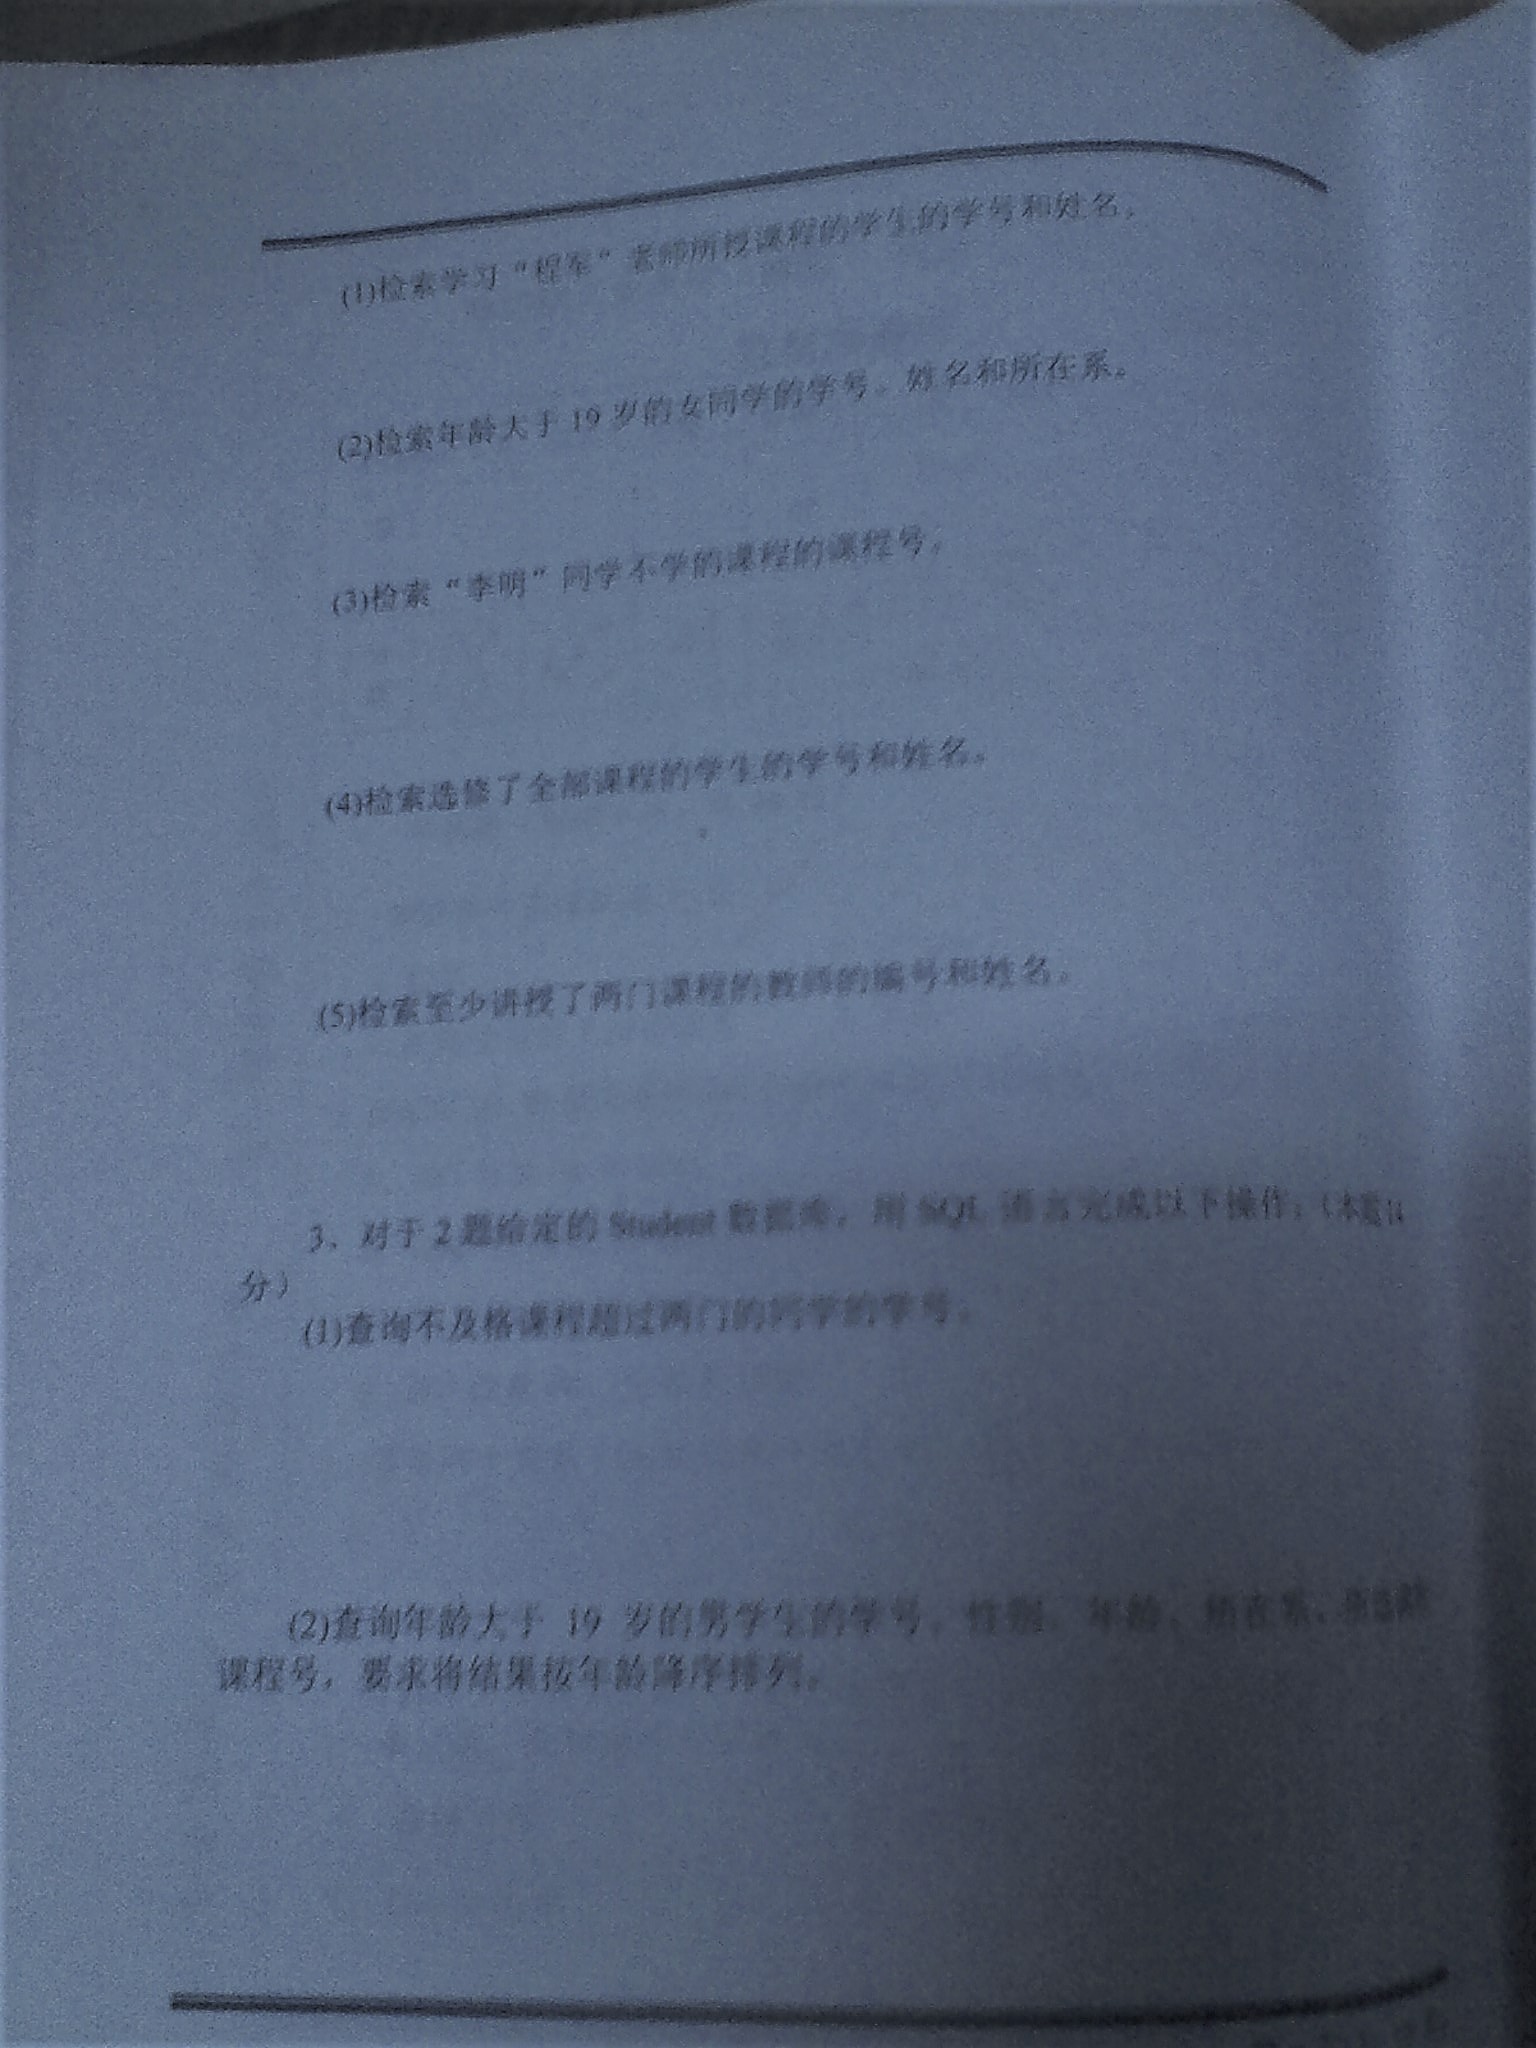 (1)检索学习“程军”老师所授课程的学生的学号和姓名。
(2)检索年龄大于 19 岁的女同学的学号、姓名和所在系。
(3)检索“李明”同学不学的课程的课程号。
(4)检索选修了全部课程的学生的学号和姓名。
(5)检索至少讲授了两门课程的教师的编号和姓名。
3、对于 2 题给定的 Student 数据库，用 SQL 语言完成以下操作：（本题
分）
(1)查询不及格课程超过两门的同学的学号。
(2)查询年龄大于 19 岁的男学生的学号、性别、年龄、所在系、
课程号，要求将结果按年龄降序排列。